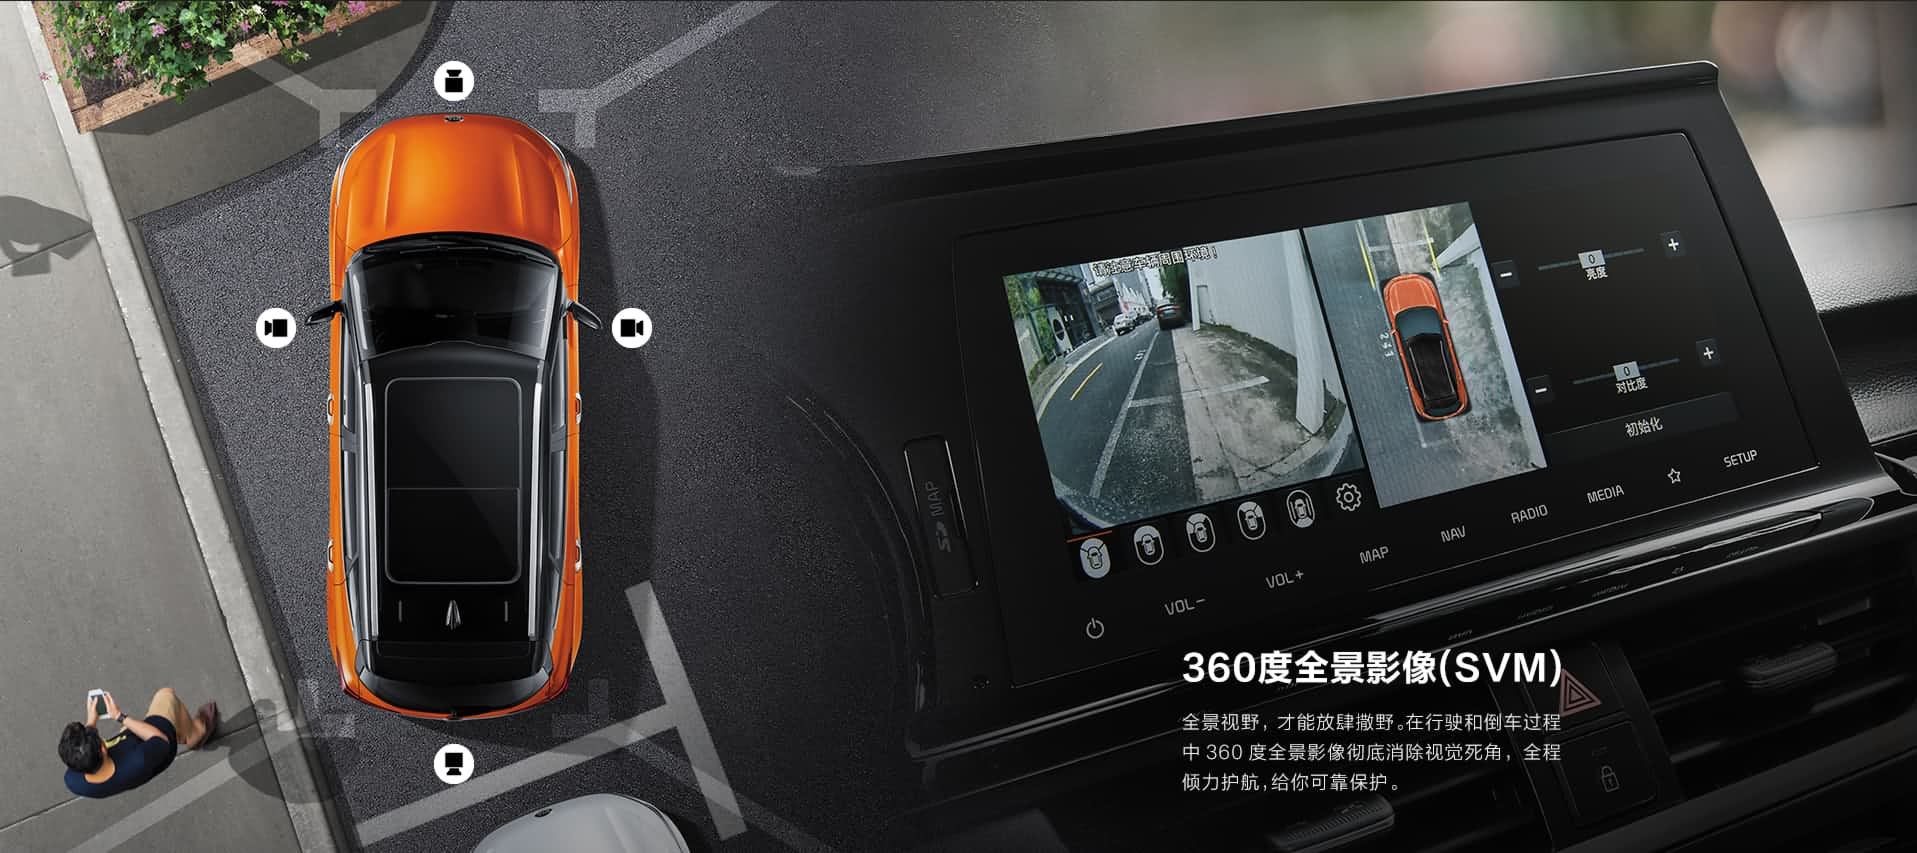 请注意车辆周围环境！
0
亮度
0
对比度
初始化
SD MAP
VOL−
VOL+
MAP
NAV
RADIO
MEDIA
SETUP
360度全景影像(SVM)
全景视野，才能放肆撒野。在行驶和倒车过程
中 360 度全景影像彻底消除视觉死角，全程
倾力护航，给你可靠保护。